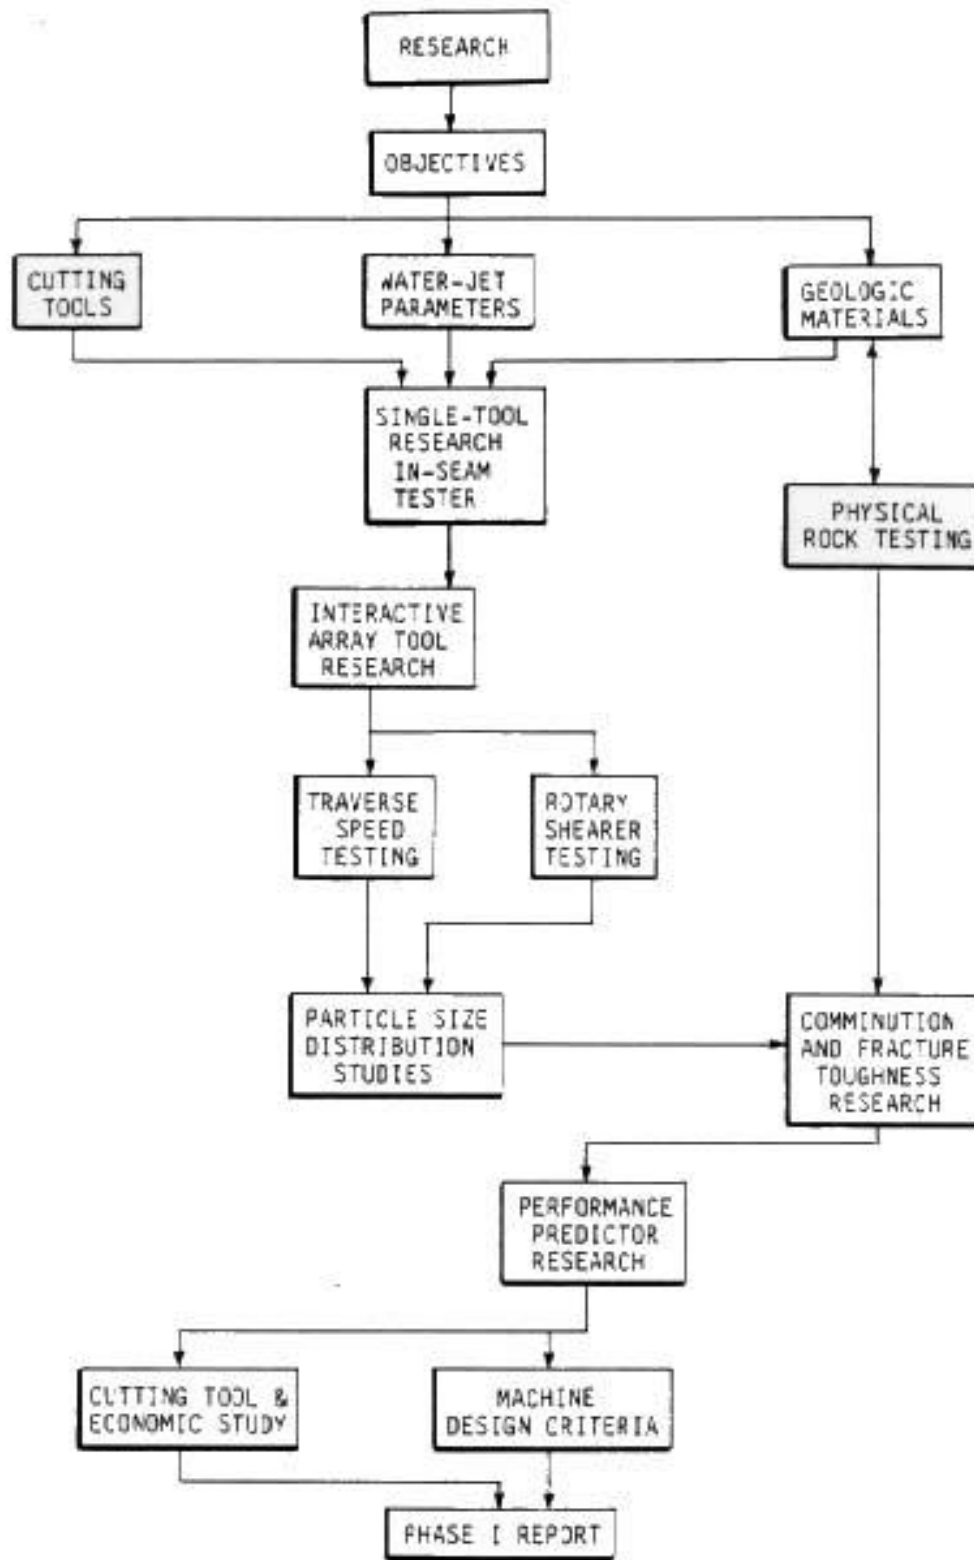 RESEARCH
OBJECTIVES
CUTTING
TOOLS
WATER-JET
PARAMETERS
GEOLOGIC
MATERIALS
SINGLE-TOOL
RESEARCH
IN-SEAM
TESTER
PHYSICAL
ROCK TESTING
INTERACTIVE
ARRAY TOOL
RESEARCH
TRAVERSE
SPEED
TESTING
ROTARY
SHEARER
TESTING
PARTICLE SIZE
DISTRIBUTION
STUDIES
COMMINUTION
AND FRACTURE
TOUGHNESS
RESEARCH
PERFORMANCE
PREDICTOR
RESEARCH
CUTTING TOOL &
ECONOMIC STUDY
MACHINE
DESIGN CRITERIA
PHASE I REPORT